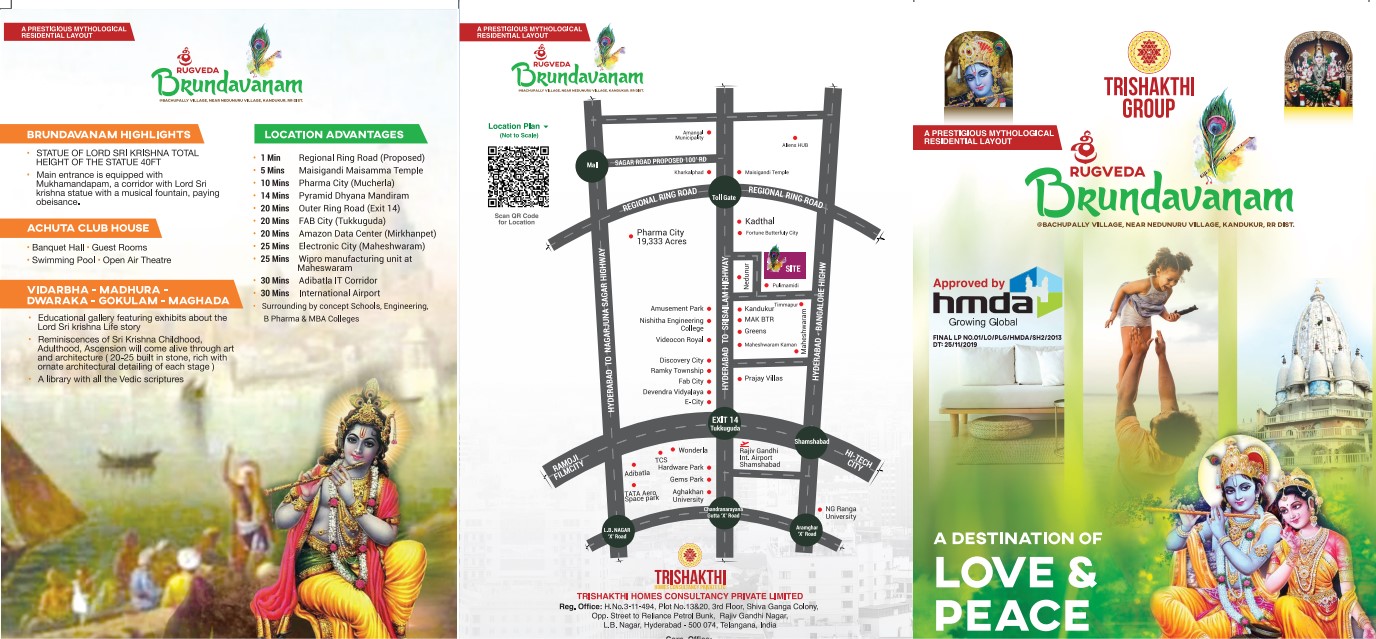 A PRESTIGIOUS MYTHOLOGICAL
RESIDENTIAL LAYOUT
RUGVEDA
Brundavanam
@BACHUPALLY VILLAGE, NEAR NEDUNURU VILLAGE, KANDUKUR, RR DIST.
BRUNDAVANAM HIGHLIGHTS
• STATUE OF LORD SRI KRISHNA TOTAL
HEIGHT OF THE STATUE 40FT
• Main entrance is equipped with
Mukhamandapam, a corridor with Lord Sri
krishna statue with a musical fountain, paying
obeisance.
ACHUTA CLUB HOUSE
• Banquet Hall • Guest Rooms
• Swimming Pool • Open Air Theatre
VIDARBHA - MADHURA -
DWARAKA - GOKULAM - MAGHADA
• Educational gallery featuring exhibits about the
Lord Sri krishna Life story
• Reminiscences of Sri Krishna Childhood,
Adulthood, Ascension will come alive through art
and architecture ( 20-25 built in stone, rich with
ornate architectural detailing of each stage )
• A library with all the Vedic scriptures
LOCATION ADVANTAGES
• 1 Min Regional Ring Road (Proposed)
• 5 Mins Maisigandi Maisamma Temple
• 10 Mins Pharma City (Mucherla)
• 14 Mins Pyramid Dhyana Mandiram
• 20 Mins Outer Ring Road (Exit 14)
• 20 Mins FAB City (Tukkuguda)
• 20 Mins Amazon Data Center (Mirkhanpet)
• 25 Mins Electronic City (Maheshwaram)
• 25 Mins Wipro manufacturing unit at
Maheswaram
• 30 Mins Adibatla IT Corridor
• 30 Mins International Airport
• Surrounding by concept Schools, Engineering,
B Pharma & MBA Colleges
A PRESTIGIOUS MYTHOLOGICAL
RESIDENTIAL LAYOUT
RUGVEDA
Brundavanam
@BACHUPALLY VILLAGE, NEAR NEDUNURU VILLAGE, KANDUKUR, RR DIST.
Location Plan
(Not to Scale)
Scan QR Code
for Location
Amangal
Municipality
Aliens HUB
Mall
SAGAR ROAD PROPOSED 100' RD
Kharkalphad
Maisigandi Temple
REGIONAL RING ROAD
Toll Gate
REGIONAL RING ROAD
Kadthal
Fortune Butterfuly City
Pharma City
19,333 Acres
SITE
Nedunur
Pulimamidi
HYDERABAD TO NAGARJUNA SAGAR HIGHWAY
HYDERABAD TO SRISAILAM HIGHWAY
HYDERABAD - BANGALORE HIGHW
Timmapur
Amusement Park
Kandukur
Nishitha Engineering
College
MAK BTR
Greens
Videocon Royal
Maheshwaram Kaman
Maheshwaram
Discovery City
Ramky Township
Fab City
Prajay Villas
Devendra Vidyalaya
E-City
EXIT 14
Tukkuguda
Shamshabad
RAMOJI
FILMCITY
HI-TECH
CITY
Wonderla
TCS
Rajiv Gandhi
Int. Airport
Shamshabad
Adibatla
Hardware Park
Gems Park
TATA Aero
Space park
Aghakhan
University
Chandranarayana
Gutta 'X' Road
NG Ranga
University
L.B. NAGAR
'X' Road
Aramghar
'X' Road
TRISHAKTHI
TRISHAKTHI HOMES CONSULTANCY PRIVATE LIMITED
Reg. Office: H.No.3-11-494, Plot No.13&20, 3rd Floor, Shiva Ganga Colony,
Opp. Street to Reliance Petrol Bunk, Rajiv Gandhi Nagar,
L.B, Nagar, Hyderabad - 500 074, Telangana, India
TRISHAKTHI
GROUP
A PRESTIGIOUS MYTHOLOGICAL
RESIDENTIAL LAYOUT
RUGVEDA
Brundavanam
@BACHUPALLY VILLAGE, NEAR NEDUNURU VILLAGE, KANDUKUR, RR DIST.
Approved by
hmda
Growing Global
FINAL LP NO.01/LO/PLG/HMDA/SH2/2013
DT: 25/11/2019
A DESTINATION OF
LOVE &
PEACE